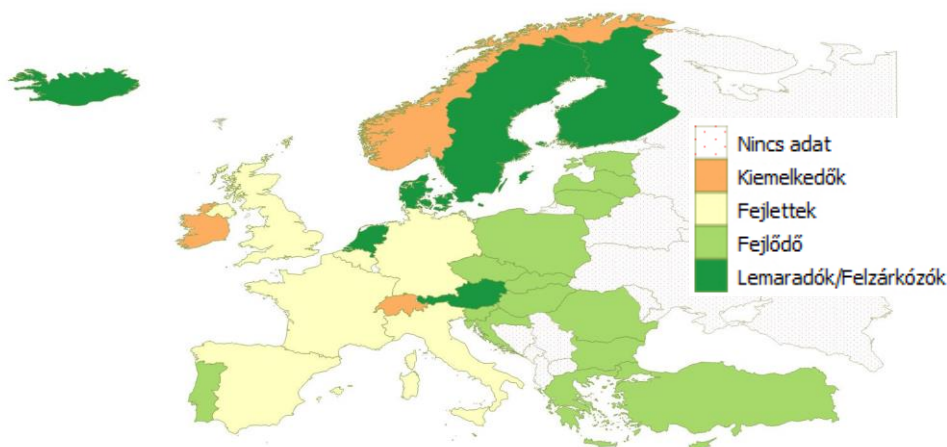 Nincs adat
Kiemelkedők
Fejlettek
Fejlődő
Lemaradók/Felzárkózók